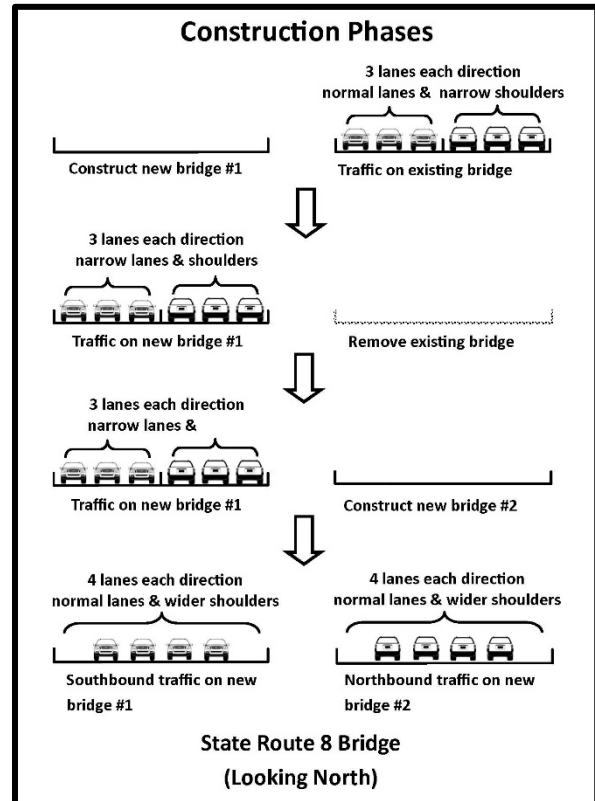 Construction Phases
3 lanes each direction
normal lanes & narrow shoulders
Construct new bridge #1
Traffic on existing bridge
3 lanes each direction
narrow lanes & shoulders
Traffic on new bridge #1
Remove existing bridge
3 lanes each direction
narrow lanes &
Traffic on new bridge #1
Construct new bridge #2
4 lanes each direction
normal lanes & wider shoulders
4 lanes each direction
normal lanes & wider shoulders
Southbound traffic on new
bridge #1
Northbound traffic on new
bridge #2
State Route 8 Bridge
(Looking North)